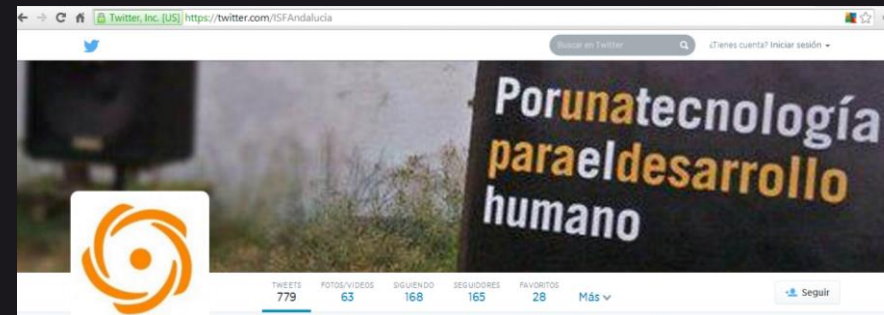 Twitter, Inc. [US] https://twitter.com/ISFAndalucia
Buscar en Twitter
¿Tienes cuenta? Iniciar sesión
Porunatecnología
paraeldesarrollo
humano
TWEETS FOTOS/VIDEOS SIGUIENDO SEGUIDORES FAVORITOS
779 63 168 165 28 Más
Seguir